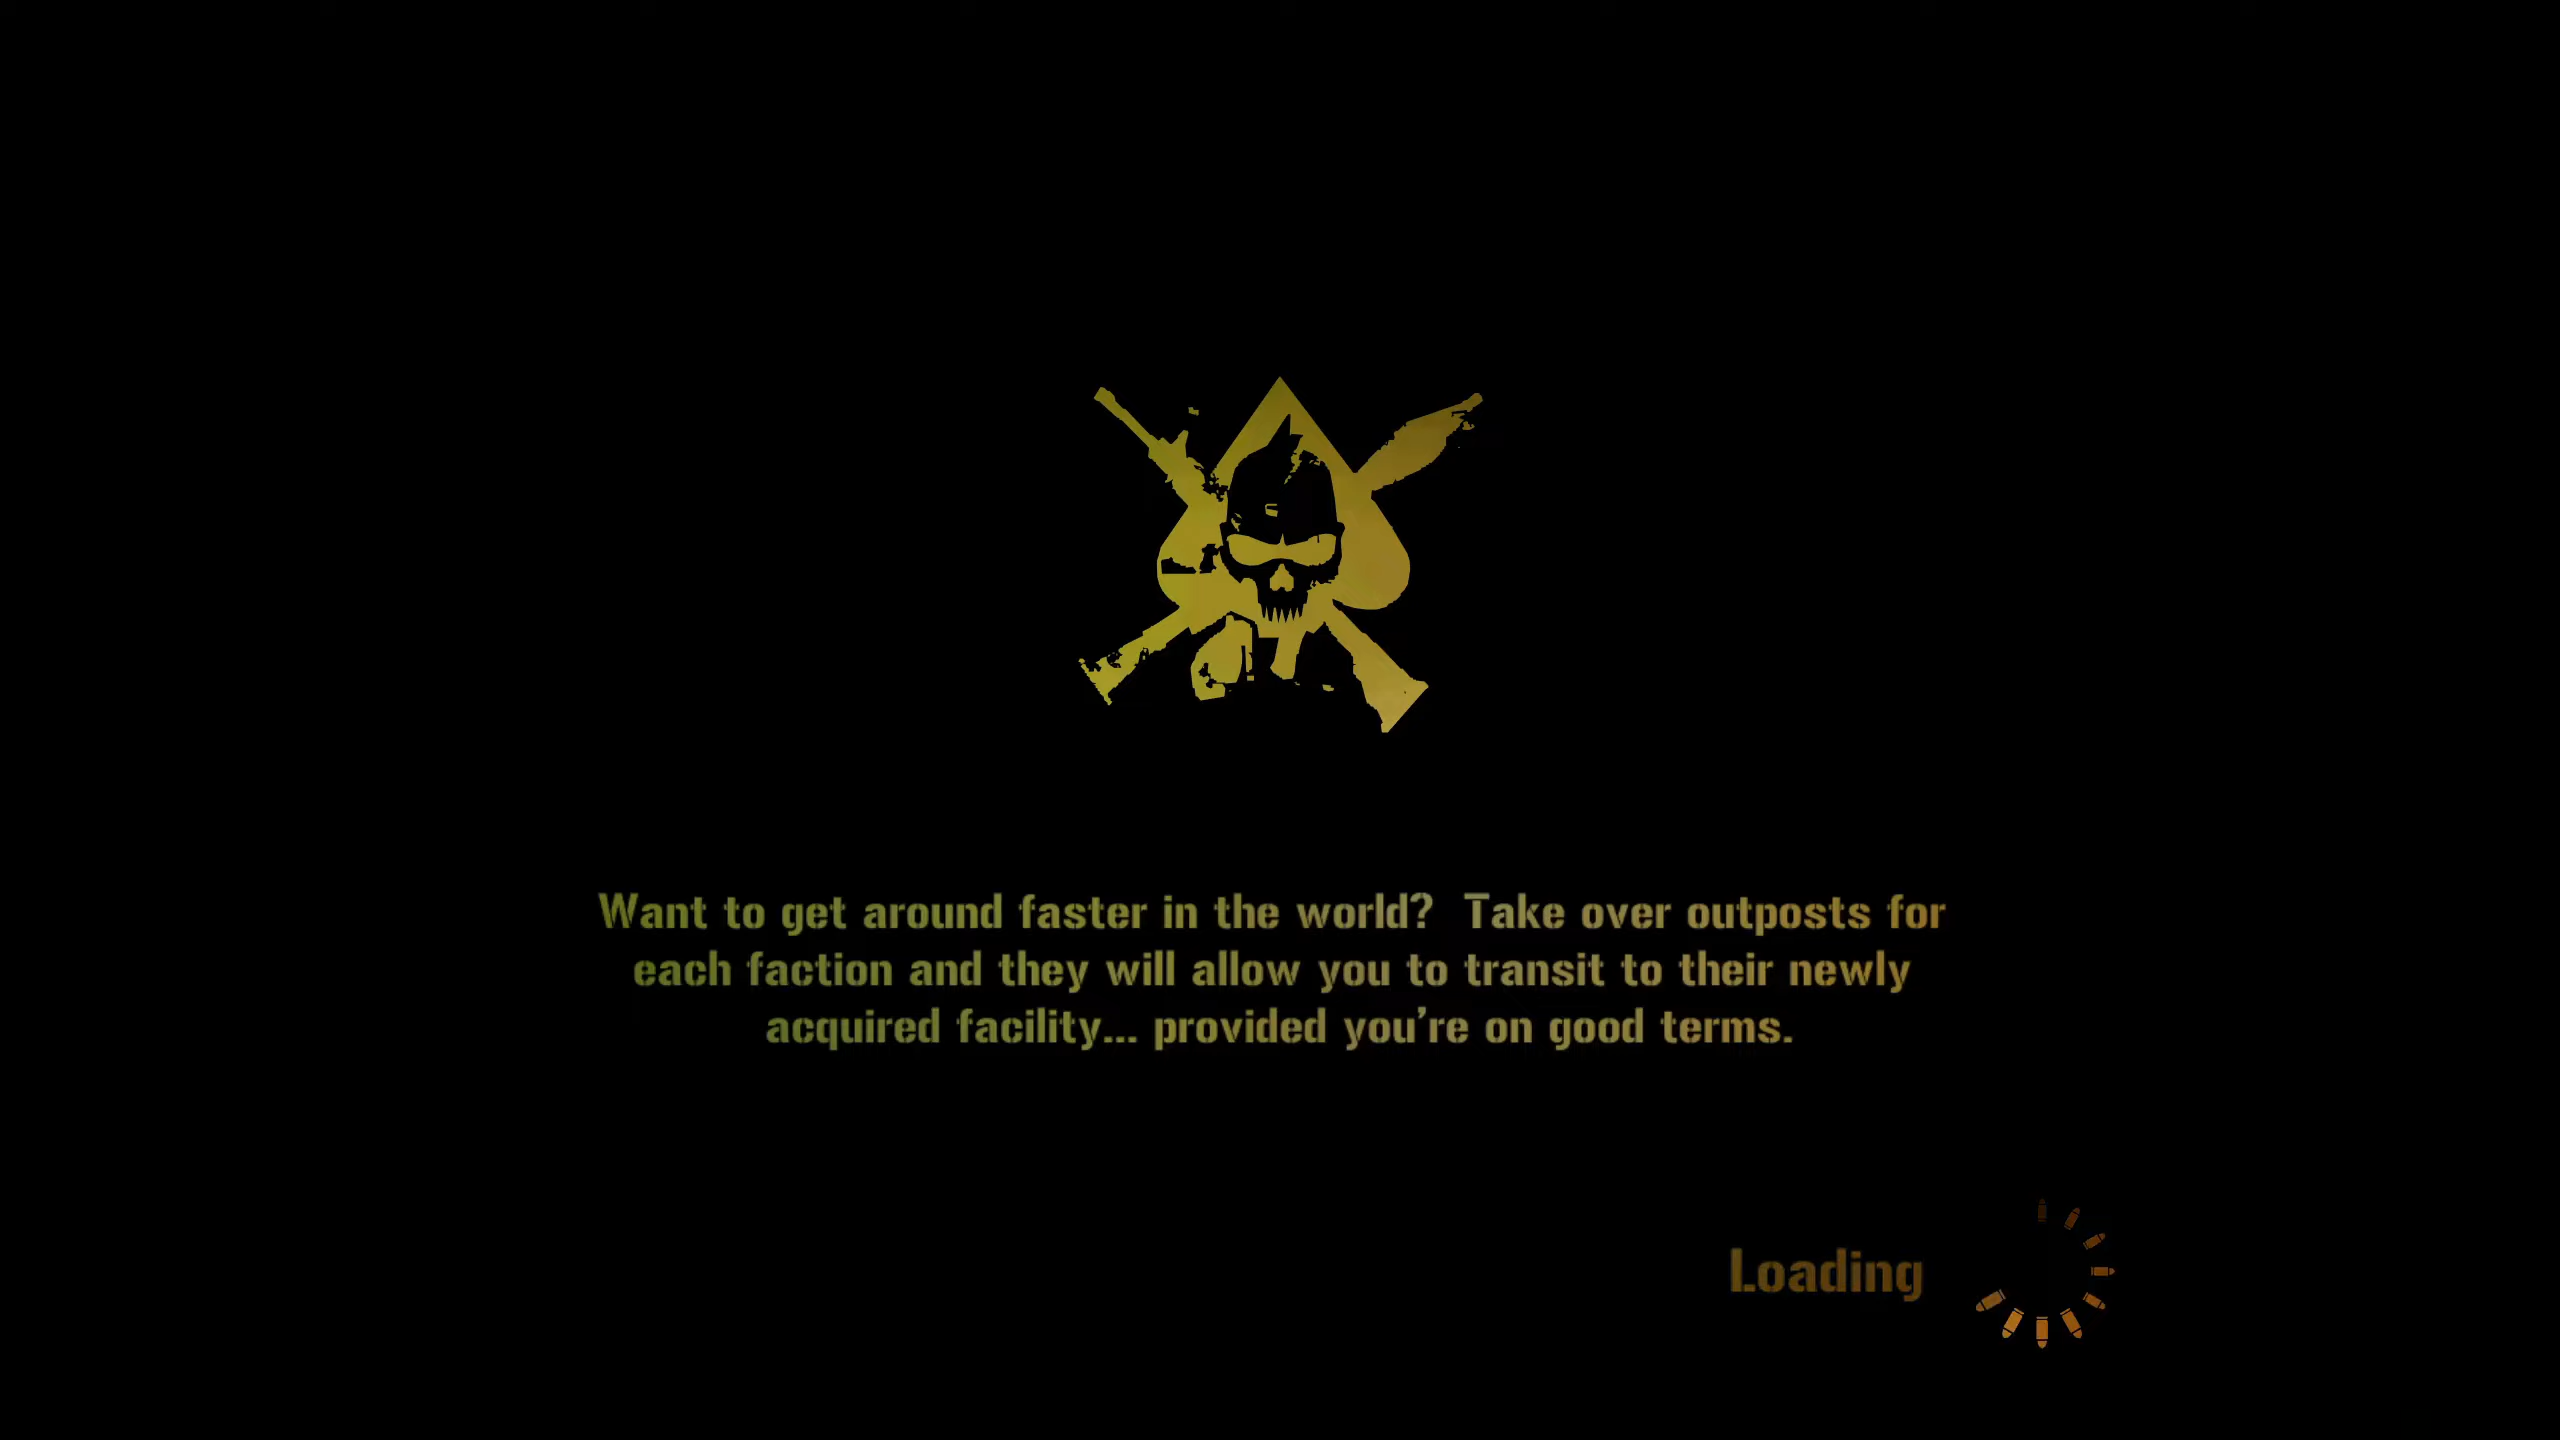 Want to get around faster in the world?  Take over outposts for
each faction and they will allow you to transit to their newly
acquired facility... provided you're on good terms.
Loading